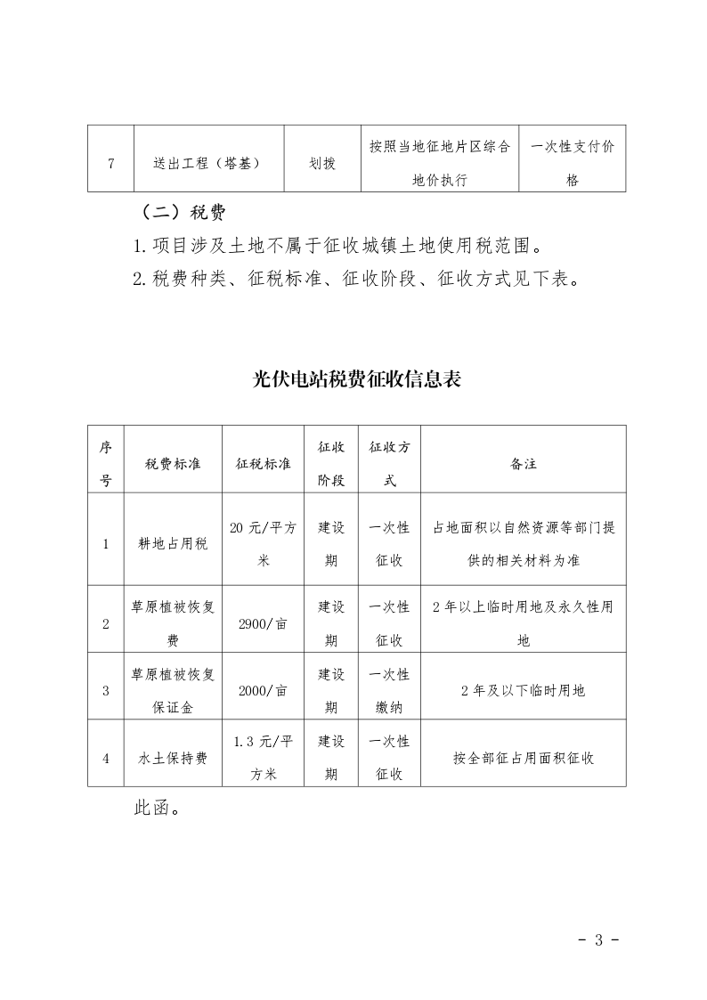 7 送出工程（塔基） 划拨 按照当地征地片区综合地价执行 一次性支付价格
（二）税费
1.项目涉及土地不属于征收城镇土地使用税范围。
2.税费种类、征税标准、征收阶段、征收方式见下表。
光伏电站税费征收信息表
序号 税费标准 征税标准 征收阶段 征收方式 备注
1 耕地占用税 20 元/平方米 建设期 一次性征收 占地面积以自然资源等部门提供的相关材料为准
2 草原植被恢复费 2900/亩 建设期 一次性征收 2 年以上临时用地及永久性用地
3 草原植被恢复保证金 2000/亩 建设期 一次性缴纳 2 年及以下临时用地
4 水土保持费 1.3 元/平方米 建设期 一次性征收 按全部征占用面积征收
此函。
- 3 -